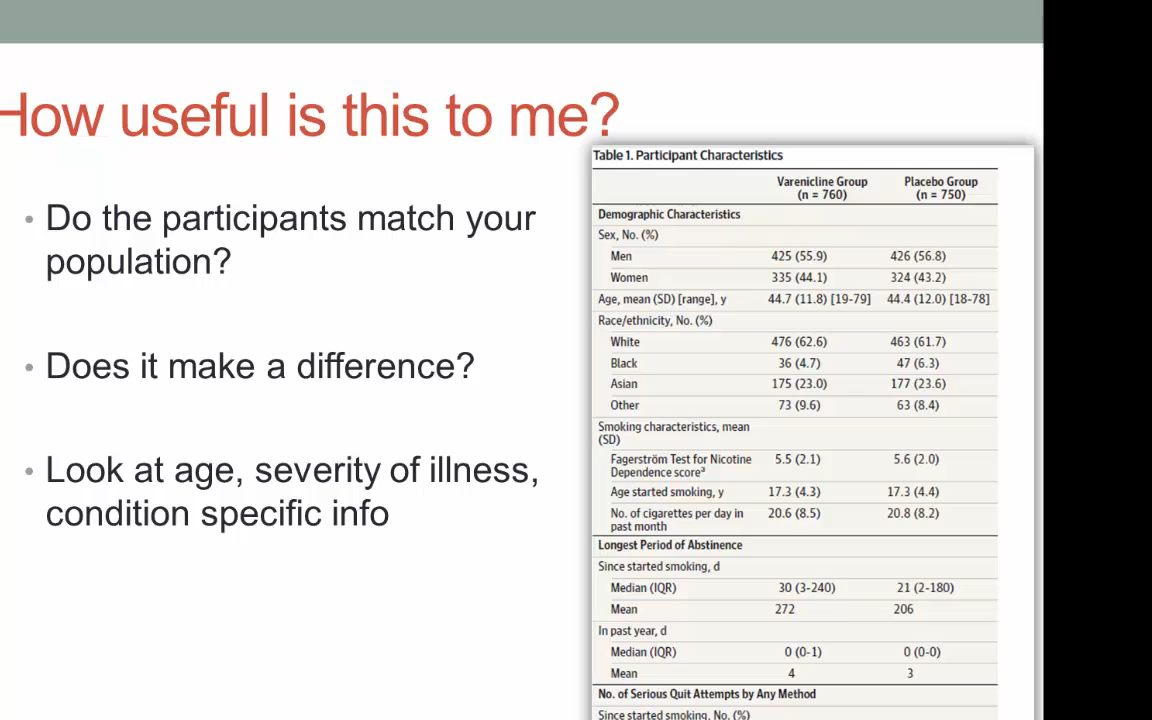 How useful is this to me?
• Do the participants match your
population?
• Does it make a difference?
• Look at age, severity of illness,
condition specific info
Table 1. Participant Characteristics
Varenicline Group Placebo Group
(n = 760) (n = 750)
Demographic Characteristics
Sex, No. (%)
Men 425 (55.9) 426 (56.8)
Women 335 (44.1) 324 (43.2)
Age, mean (SD) [range], y 44.7 (11.8) [19-79] 44.4 (12.0) [18-78]
Race/ethnicity, No. (%)
White 476 (62.6) 463 (61.7)
Black 36 (4.7) 47 (6.3)
Asian 175 (23.0) 177 (23.6)
Other 73 (9.6) 63 (8.4)
Smoking characteristics, mean
(SD)
Fagerström Test for Nicotine 5.5 (2.1) 5.6 (2.0)
Dependence score³
Age started smoking, y 17.3 (4.3) 17.3 (4.4)
No. of cigarettes per day in 20.6 (8.5) 20.8 (8.2)
past month
Longest Period of Abstinence
Since started smoking, d
Median (IQR) 30 (3-240) 21 (2-180)
Mean 272 206
In past year, d
Median (IQR) 0 (0-1) 0 (0-0)
Mean 4 3
No. of Serious Quit Attempts by Any Method
Since started smoking, No. (%)